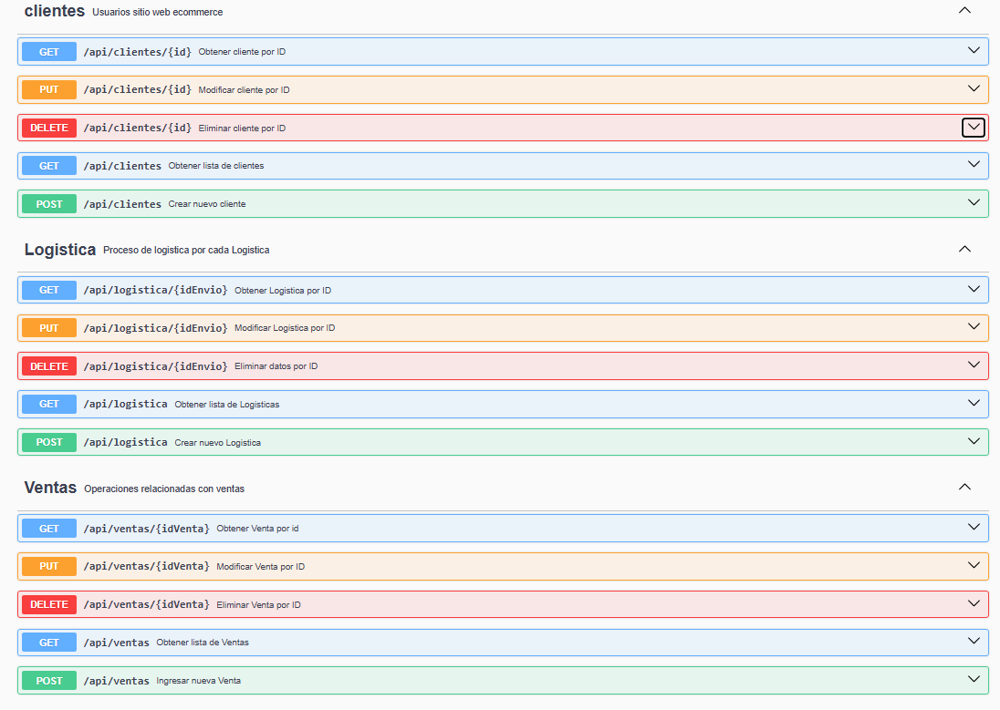 clientes Usuarios sitio web ecommerce
GET /api/clientes/{id} Obtener cliente por ID
PUT /api/clientes/{id} Modificar cliente por ID
DELETE /api/clientes/{id} Eliminar cliente por ID
GET /api/clientes Obtener lista de clientes
POST /api/clientes Crear nuevo cliente
Logistica Proceso de logistica por cada Logistica
GET /api/logistica/{idEnvio} Obtener Logistica por ID
PUT /api/logistica/{idEnvio} Modificar Logistica por ID
DELETE /api/logistica/{idEnvio} Eliminar datos por ID
GET /api/logistica Obtener lista de Logisticas
POST /api/logistica Crear nuevo Logistica
Ventas Operaciones relacionadas con ventas
GET /api/ventas/{idVenta} Obtener Venta por id
PUT /api/ventas/{idVenta} Modificar Venta por ID
DELETE /api/ventas/{idVenta} Eliminar Venta por ID
GET /api/ventas Obtener lista de Ventas
POST /api/ventas Ingresar nueva Venta